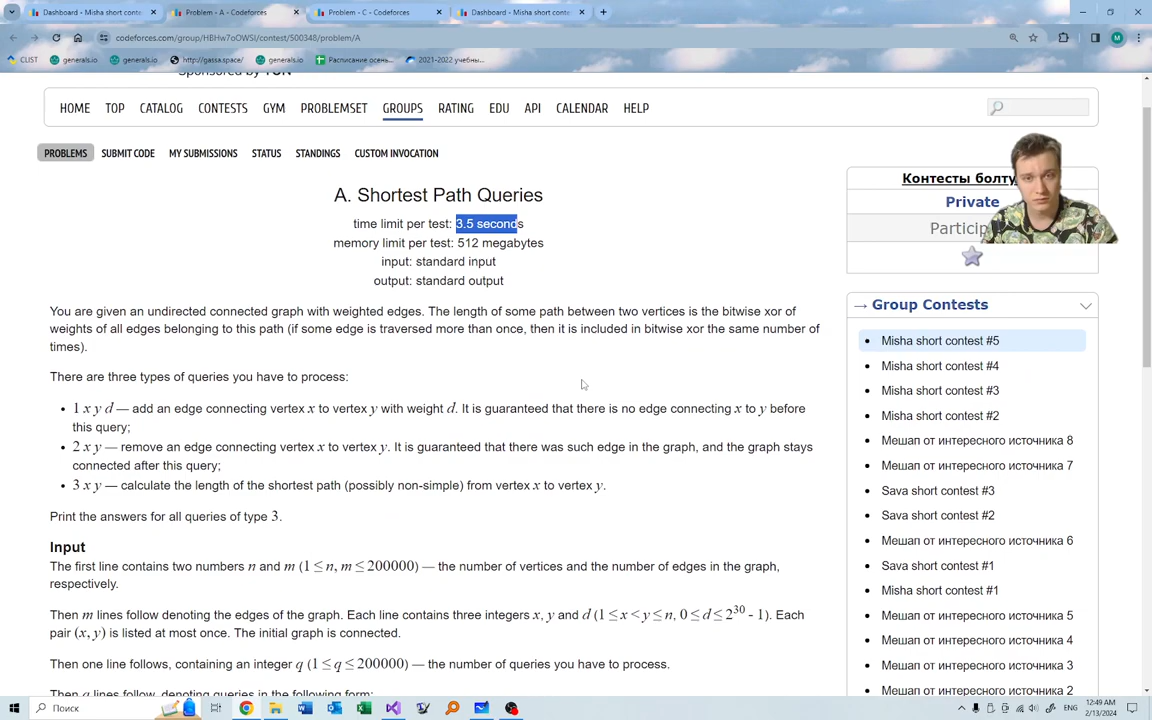 Dashboard - Misha short conte
Problem - A - Codeforces
Problem - C - Codeforces
Dashboard - Misha short conte
codeforces.com/group/HBHw7oOWSI/contest/500348/problem/A
CLIST
generals.io
generals.io
http://gassa.space/
generals.io
Расписание осень...
2021-2022 учебны...
Sponsored by TON
HOME TOP CATALOG CONTESTS GYM PROBLEMSET GROUPS RATING EDU API CALENDAR HELP
PROBLEMS SUBMIT CODE MY SUBMISSIONS STATUS STANDINGS CUSTOM INVOCATION
A. Shortest Path Queries
time limit per test: 3.5 seconds
memory limit per test: 512 megabytes
input: standard input
output: standard output
You are given an undirected connected graph with weighted edges. The length of some path between two vertices is the bitwise xor of
weights of all edges belonging to this path (if some edge is traversed more than once, then it is included in bitwise xor the same number of
times).
There are three types of queries you have to process:
• 1 x y d — add an edge connecting vertex x to vertex y with weight d. It is guaranteed that there is no edge connecting x to y before
this query;
• 2 x y — remove an edge connecting vertex x to vertex y. It is guaranteed that there was such edge in the graph, and the graph stays
connected after this query;
• 3 x y — calculate the length of the shortest path (possibly non-simple) from vertex x to vertex y.
Print the answers for all queries of type 3.
Input
The first line contains two numbers n and m (1 ≤ n, m ≤ 200000) — the number of vertices and the number of edges in the graph,
respectively.
Then m lines follow denoting the edges of the graph. Each line contains three integers x, y and d (1 ≤ x < y ≤ n, 0 ≤ d ≤ 2^30 - 1). Each
pair (x, y) is listed at most once. The initial graph is connected.
Then one line follows, containing an integer q (1 ≤ q ≤ 200000) — the number of queries you have to process.
Then q lines follow, denoting queries in the following form:
Контесты болту
Private
Particip
→ Group Contests
• Misha short contest #5
• Misha short contest #4
• Misha short contest #3
• Misha short contest #2
• Мешап от интересного источника 8
• Мешап от интересного источника 7
• Sava short contest #3
• Sava short contest #2
• Мешап от интересного источника 6
• Sava short contest #1
• Misha short contest #1
• Мешап от интересного источника 5
• Мешап от интересного источника 4
• Мешап от интересного источника 3
• Мешап от интересного источника 2
Поиск
ENG
12:49 AM
2/13/2024